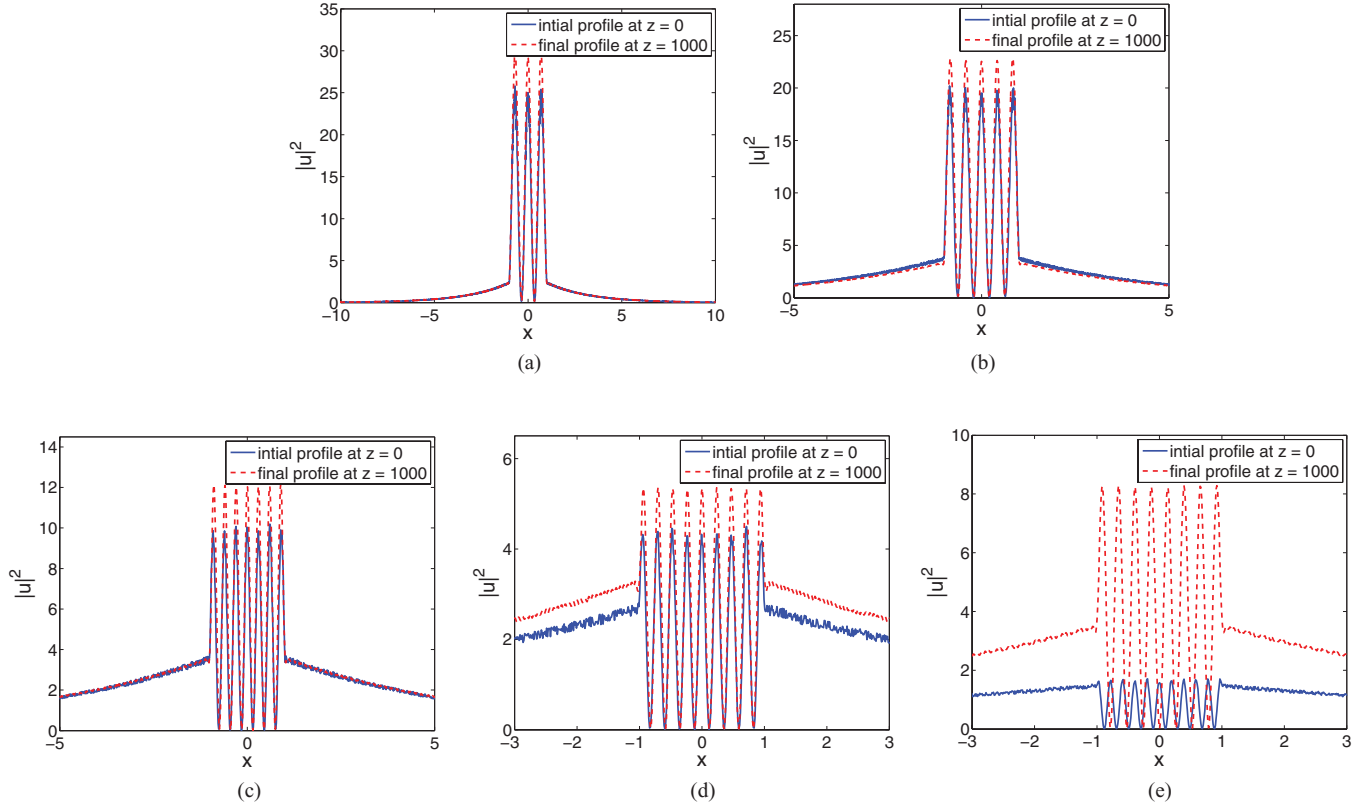 35
30
25
20
15
10
5
0
|u|²
−10
−5
0
5
10
x
intial profile at z = 0
final profile at z = 1000
(a)
25
20
15
10
5
0
|u|²
−5
0
5
x
intial profile at z = 0
final profile at z = 1000
(b)
14
12
10
8
6
4
2
0
|u|²
−5
0
5
x
intial profile at z = 0
final profile at z = 1000
(c)
6
4
2
0
|u|²
−3
−2
−1
0
1
2
3
x
intial profile at z = 0
final profile at z = 1000
(d)
10
8
6
4
2
0
|u|²
−3
−2
−1
0
1
2
3
x
intial profile at z = 0
final profile at z = 1000
(e)